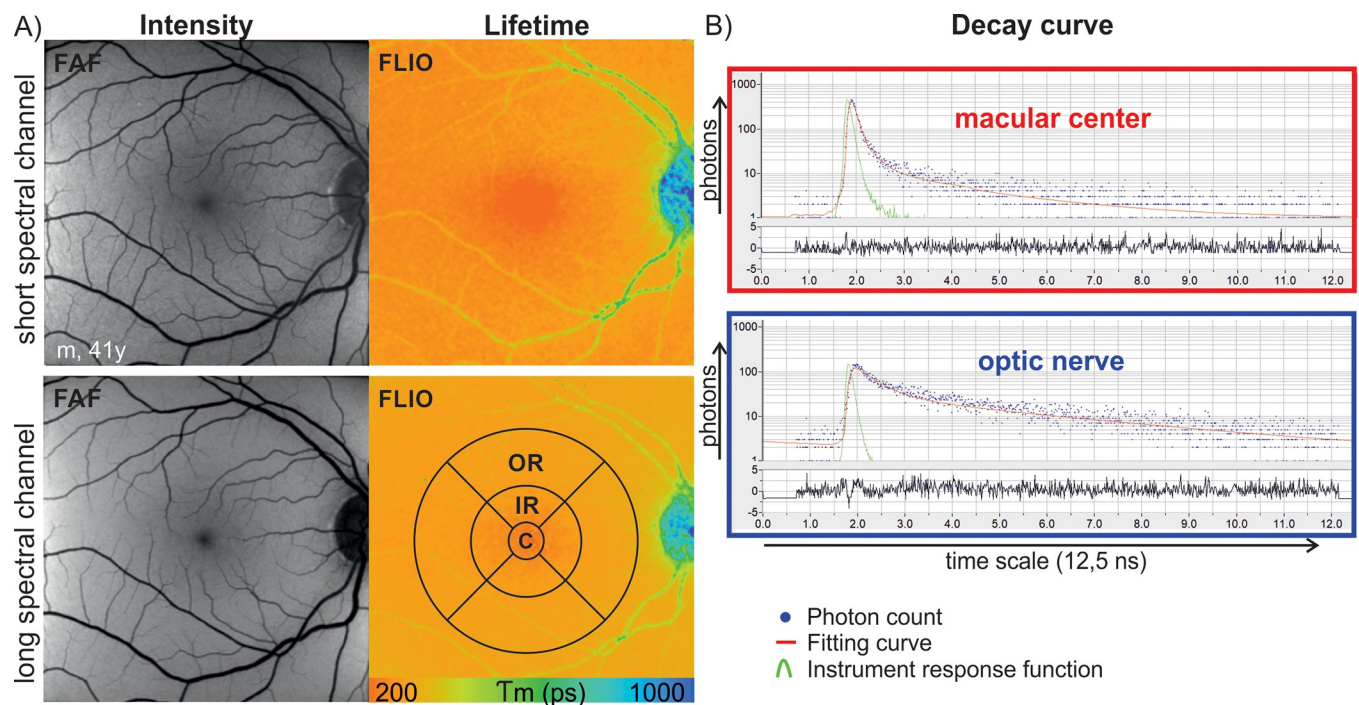 A)
Intensity
Lifetime
short spectral channel
FAF
FLIO
m, 41y
long spectral channel
FAF
FLIO
OR
IR
C
200 Tm (ps) 1000
B)
Decay curve
photons
1000
100
10
1
macular center
5
0
-5
0.0 1.0 2.0 3.0 4.0 5.0 6.0 7.0 8.0 9.0 10.0 11.0 12.0
photons
1000
100
10
1
optic nerve
5
0
-5
0.0 1.0 2.0 3.0 4.0 5.0 6.0 7.0 8.0 9.0 10.0 11.0 12.0
time scale (12,5 ns)
Photon count
Fitting curve
Instrument response function